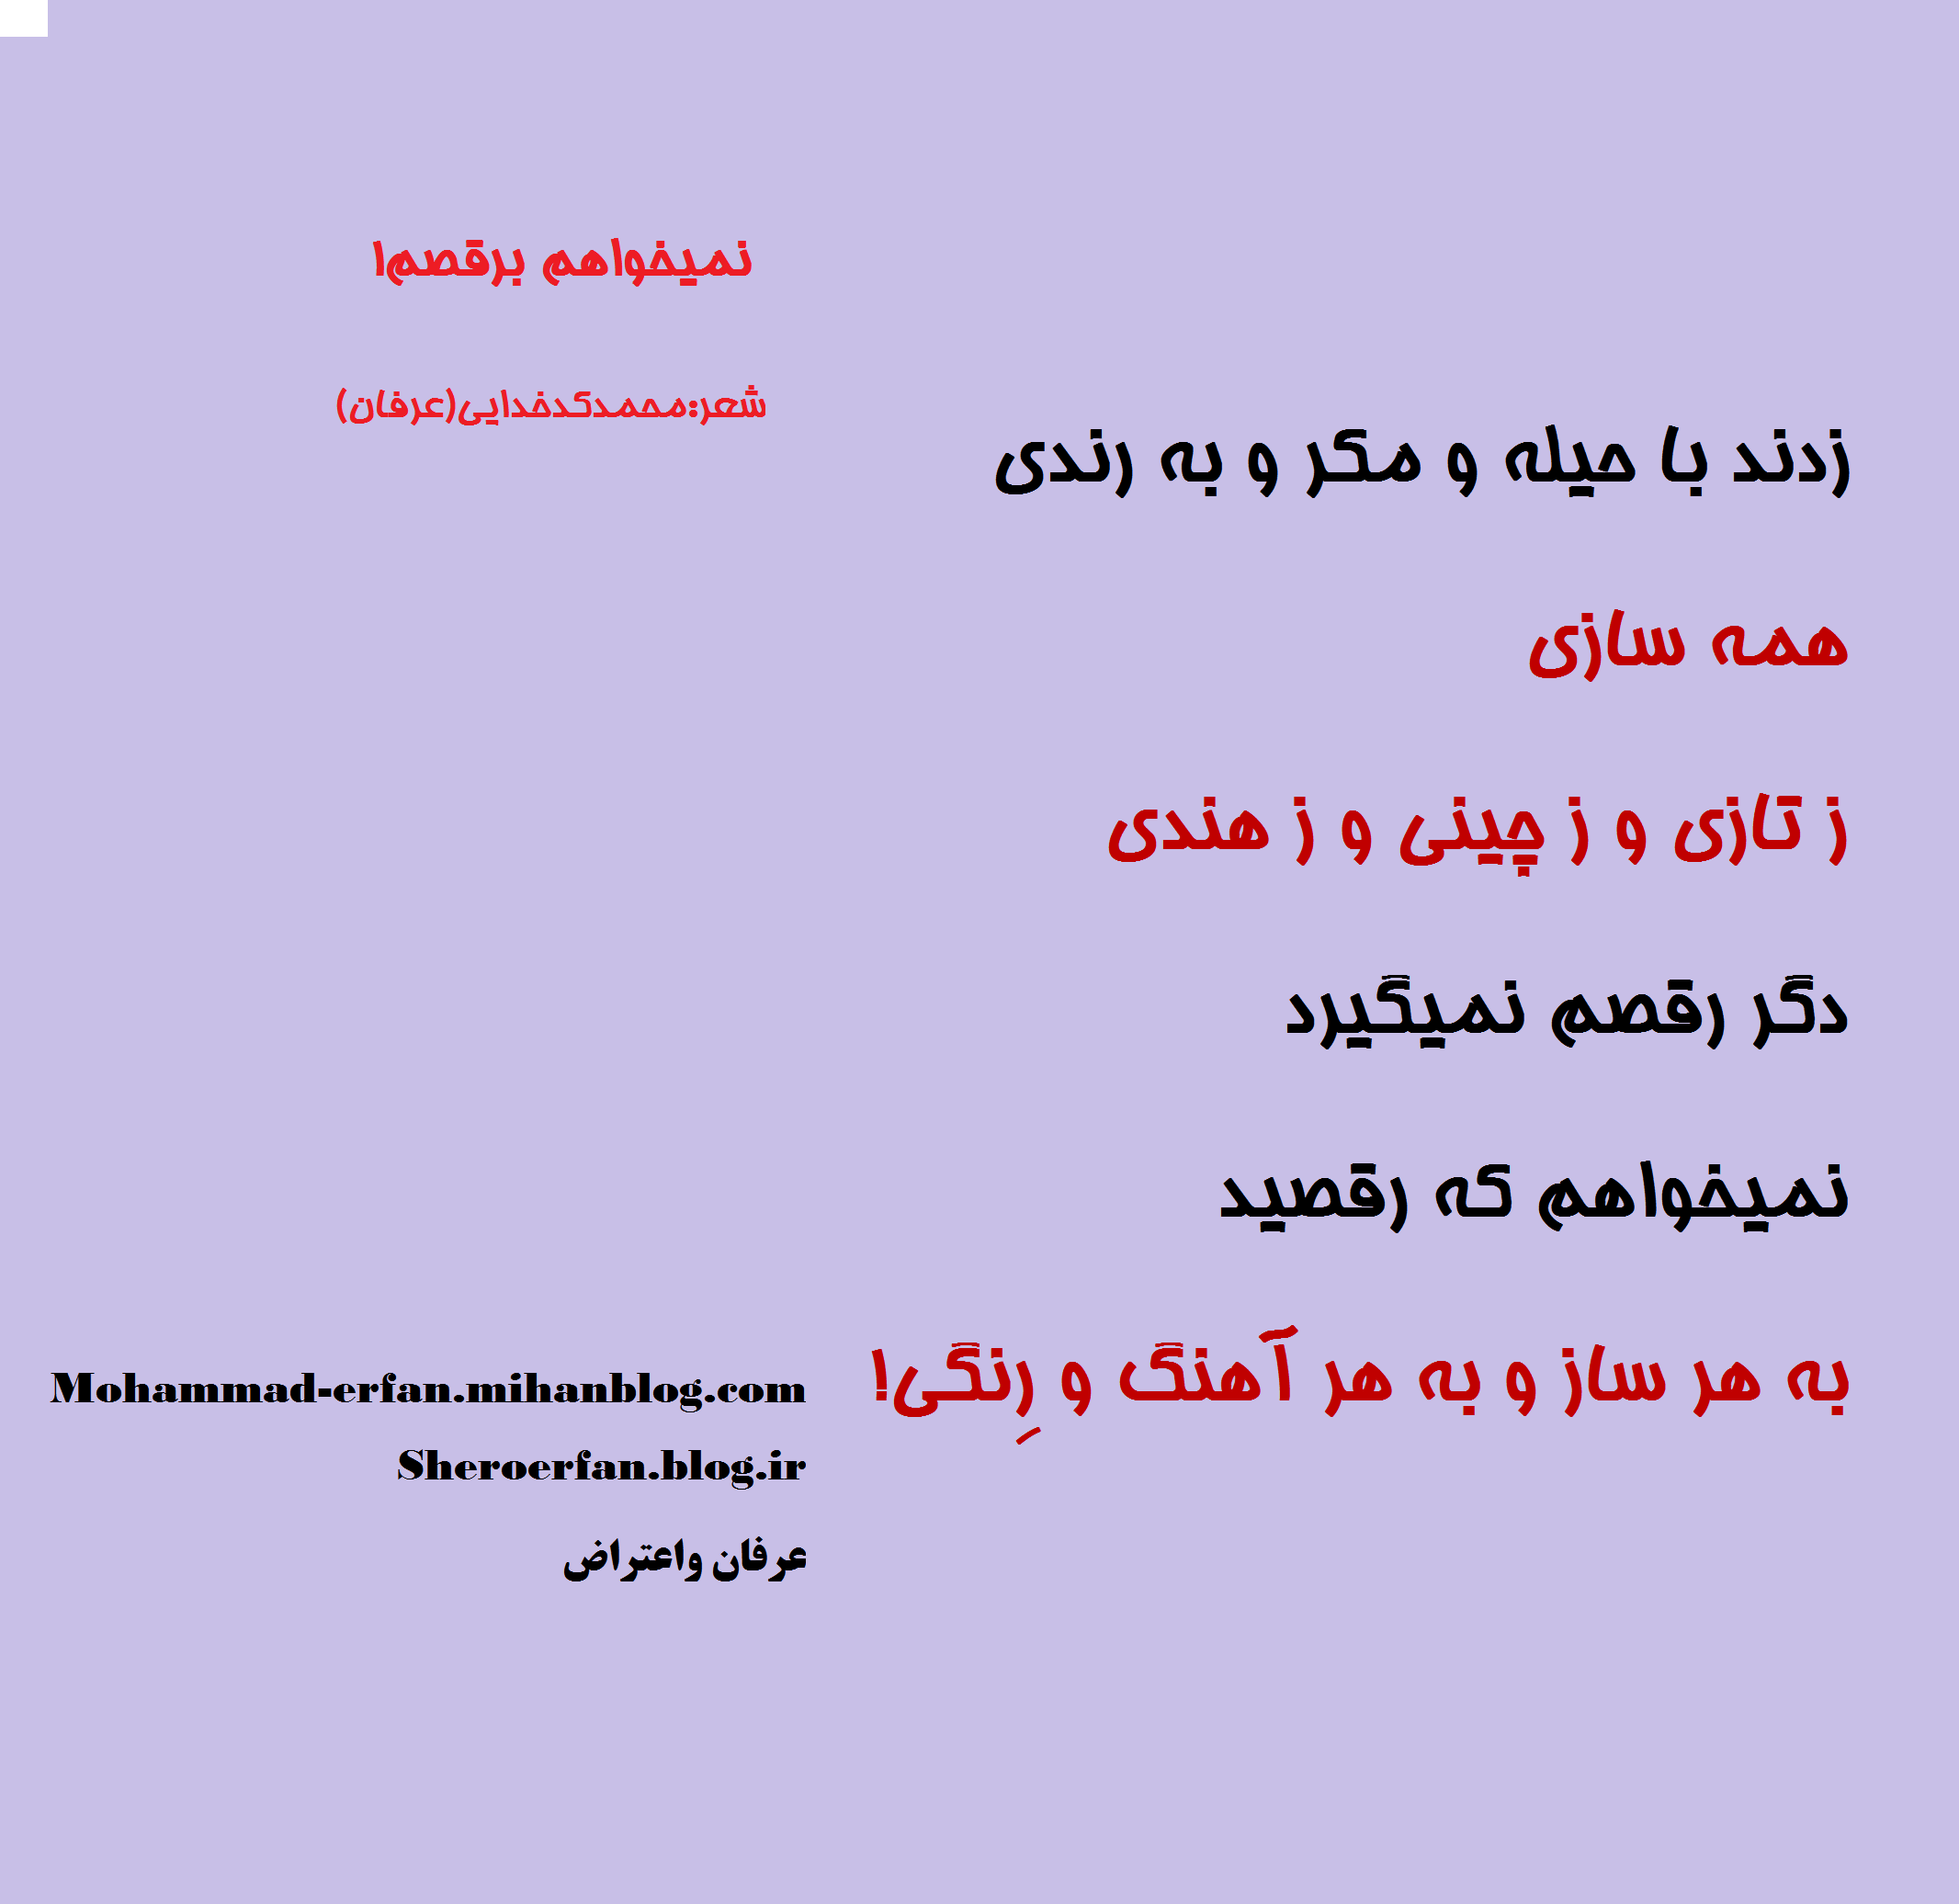 نمیخواهم برقصم!
شعر:محمدکدخدایی(عرفان)
زدند با حیله و مکر و به رندی
همه سازی
ز تازی و ز چینی و ز هندی
دگر رقصم نمیگیرد
نمیخواهم که رقصید
به هر ساز و به هر آهنگ و رِنگی!
Mohammad-erfan.mihanblog.com
Sheroerfan.blog.ir
عرفان واعتراض